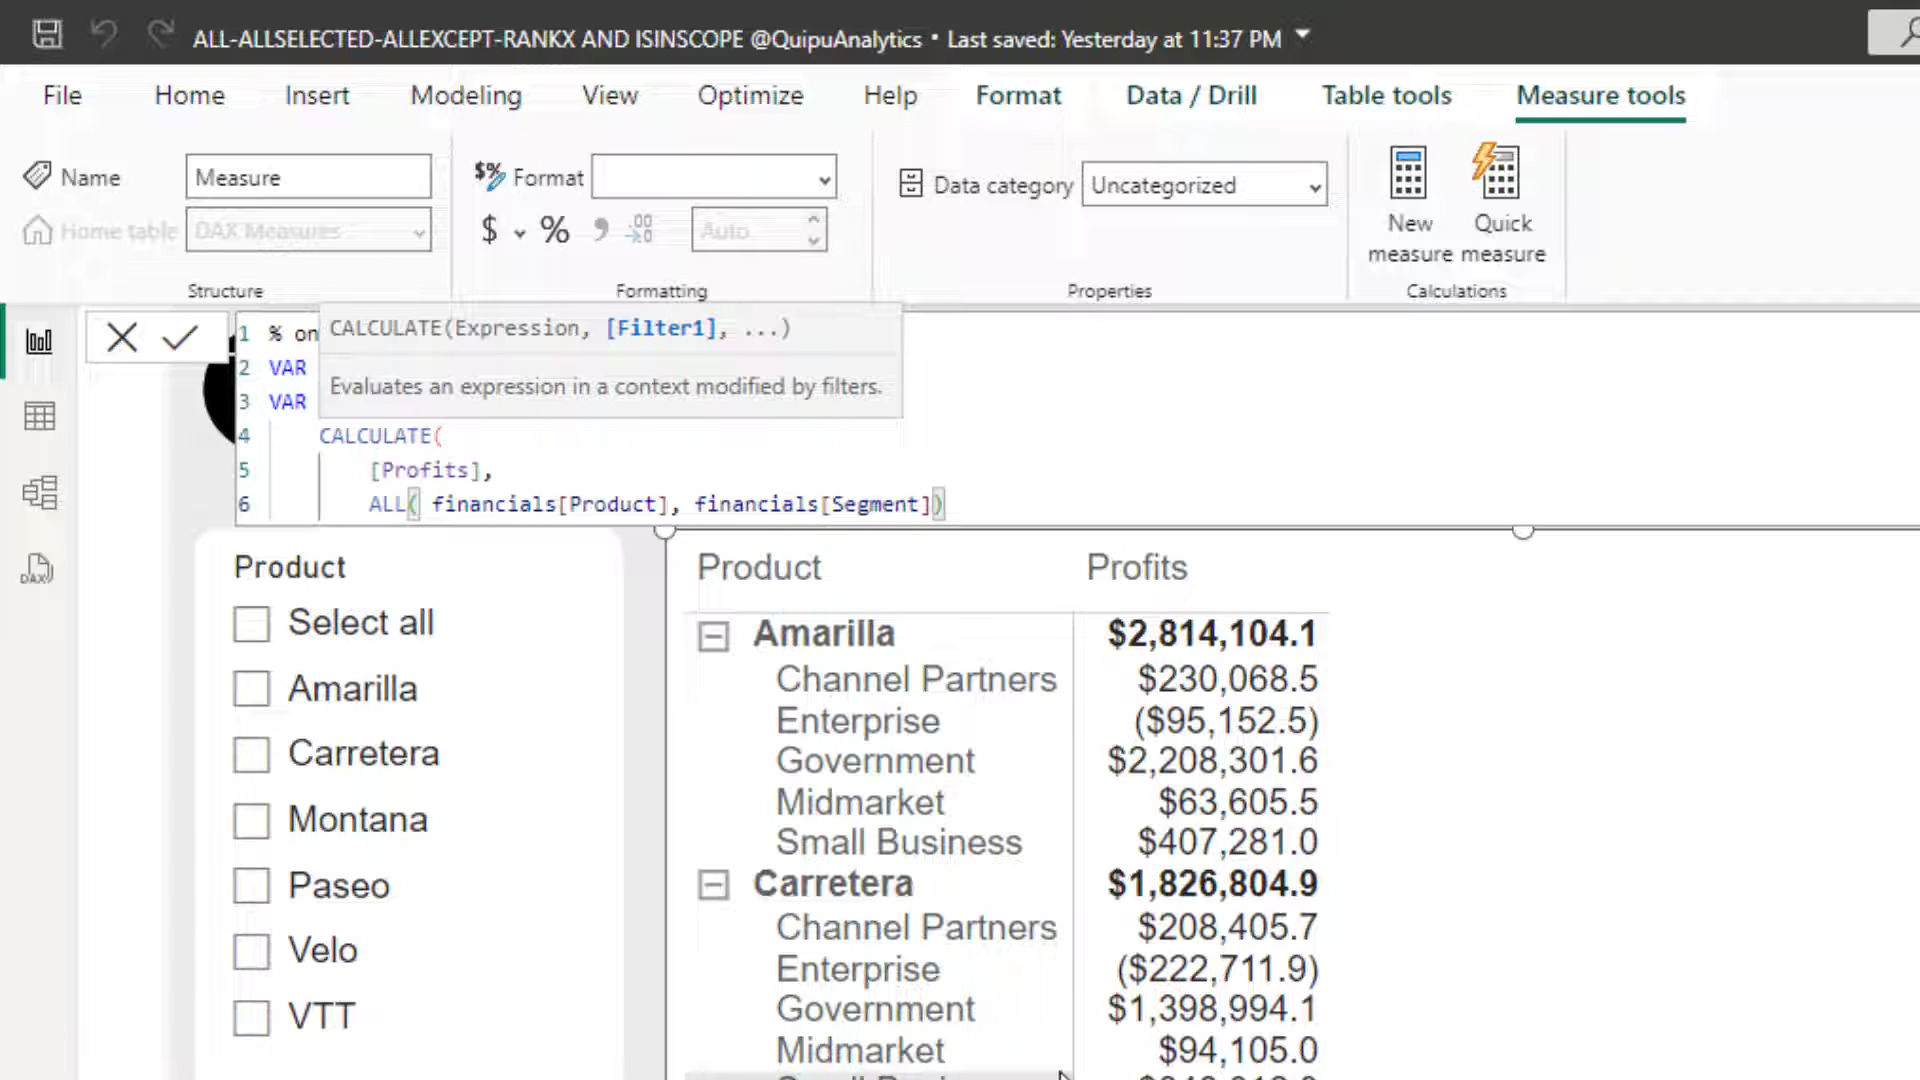 ALL-ALLSELECTED-ALLEXCEPT-RANKX AND ISINSCOPE @QuipuAnalytics • Last saved: Yesterday at 11:37 PM
File Home Insert Modeling View Optimize Help Format Data / Drill Table tools Measure tools
Name Measure
$% Format
Data category Uncategorized
New measure
Quick measure
Home table DAX Measures
$ % .00 Auto
Structure Formatting Properties Calculations
CALCULATE(Expression, [Filter1], ...)
Evaluates an expression in a context modified by filters.
1 % on
2 VAR
3 VAR
4 CALCULATE(
5 [Profits],
6 ALL( financials[Product], financials[Segment])
DAX
Product
Select all
Amarilla
Carretera
Montana
Paseo
Velo
VTT
Product Profits
Amarilla $2,814,104.1
Channel Partners $230,068.5
Enterprise ($95,152.5)
Government $2,208,301.6
Midmarket $63,605.5
Small Business $407,281.0
Carretera $1,826,804.9
Channel Partners $208,405.7
Enterprise ($222,711.9)
Government $1,398,994.1
Midmarket $94,105.0